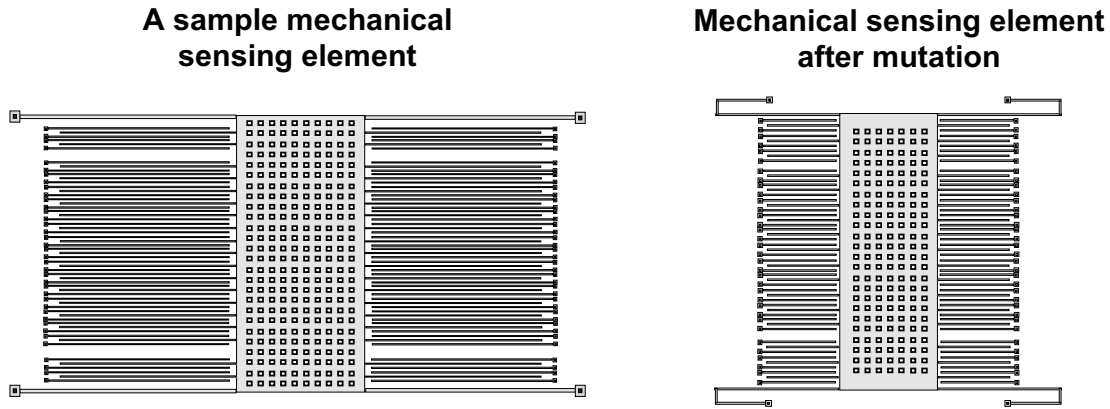 A sample mechanical
sensing element
Mechanical sensing element
after mutation